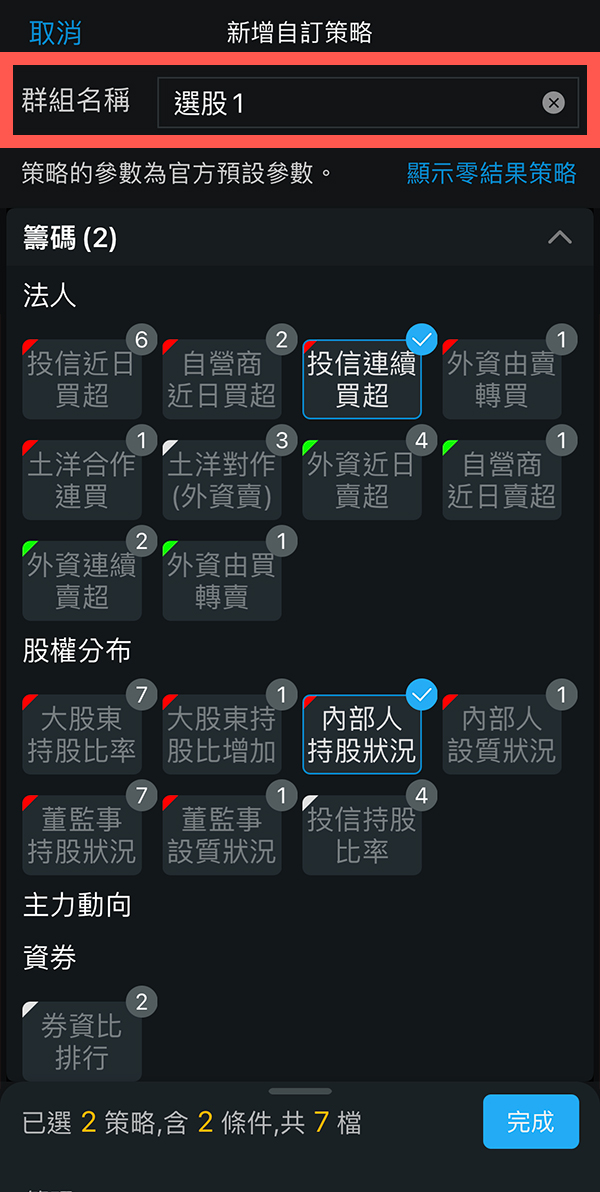 取消
新增自訂策略
群組名稱
選股1
策略的參數為官方預設參數。
顯示零結果策略
籌碼 (2)
法人
6
投信近日
買超
2
自營商
近日買超
投信連續
買超
1
外資由賣
轉買
1
土洋合作
連買
3
土洋對作
(外資賣)
4
外資近日
賣超
1
自營商
近日賣超
2
外資連續
賣超
1
外資由買
轉賣
股權分布
7
大股東
持股比率
1
大股東持
股比增加
內部人
持股狀況
1
內部人
設質狀況
7
董監事
持股狀況
1
董監事
設質狀況
4
投信持股
比率
主力動向
資券
2
券資比
排行
已選 2 策略,含 2 條件,共 7 檔
完成